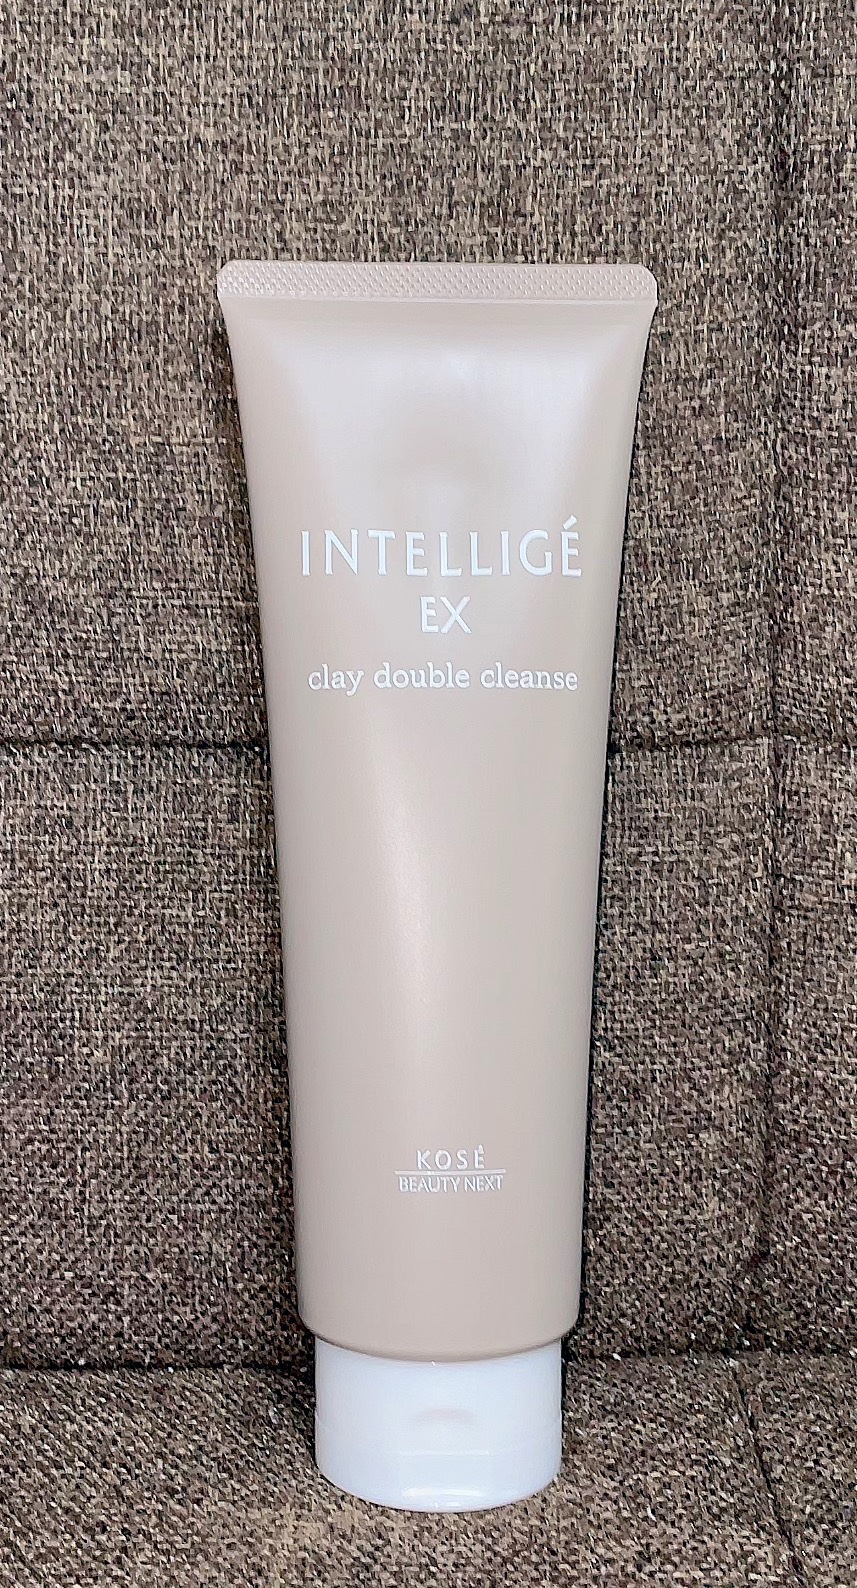 INTELLIGÉ
EX
clay double cleanse
KOSÉ
BEAUTY NEXT